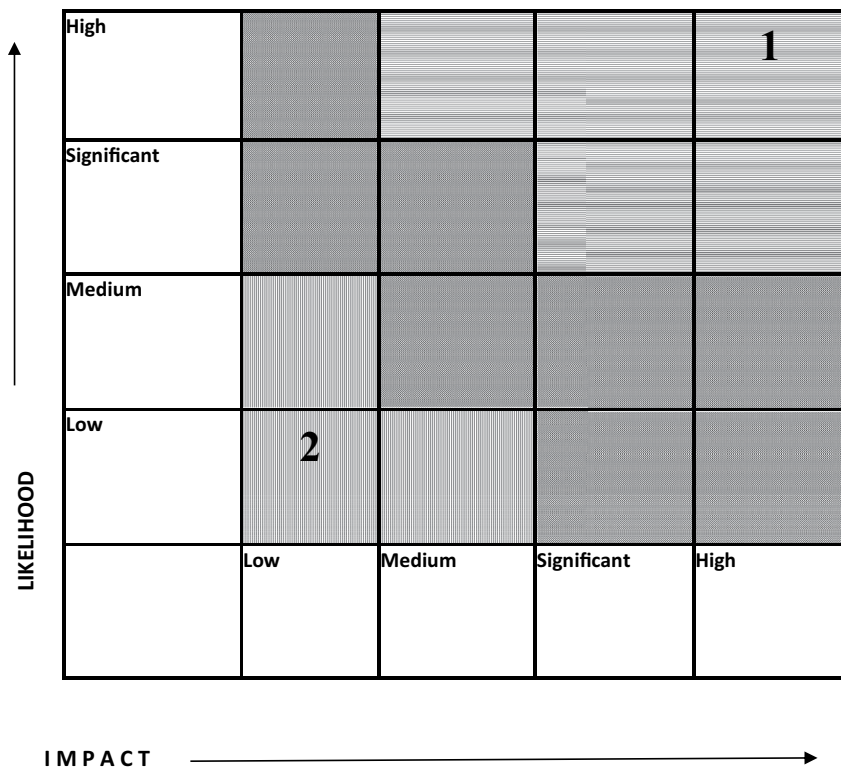 High
1
Significant
Medium
Low
2
LIKELIHOOD
Low Medium Significant High
IMPACT